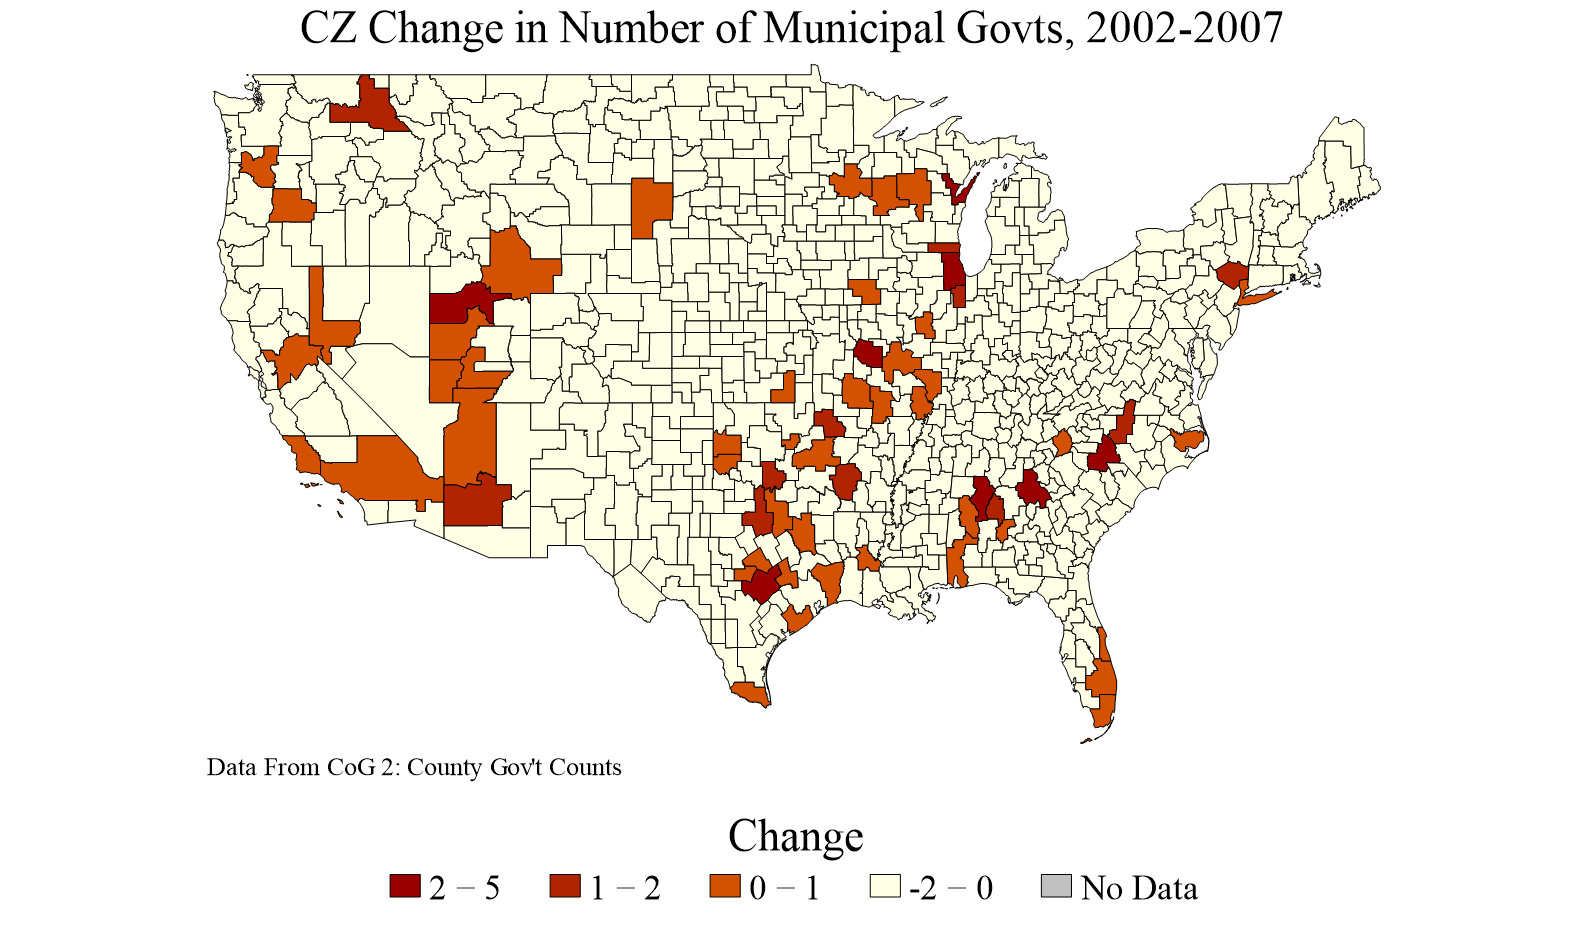 CZ Change in Number of Municipal Govts, 2002-2007
Data From CoG 2: County Gov't Counts
Change
2 − 5
1 − 2
0 − 1
-2 − 0
No Data